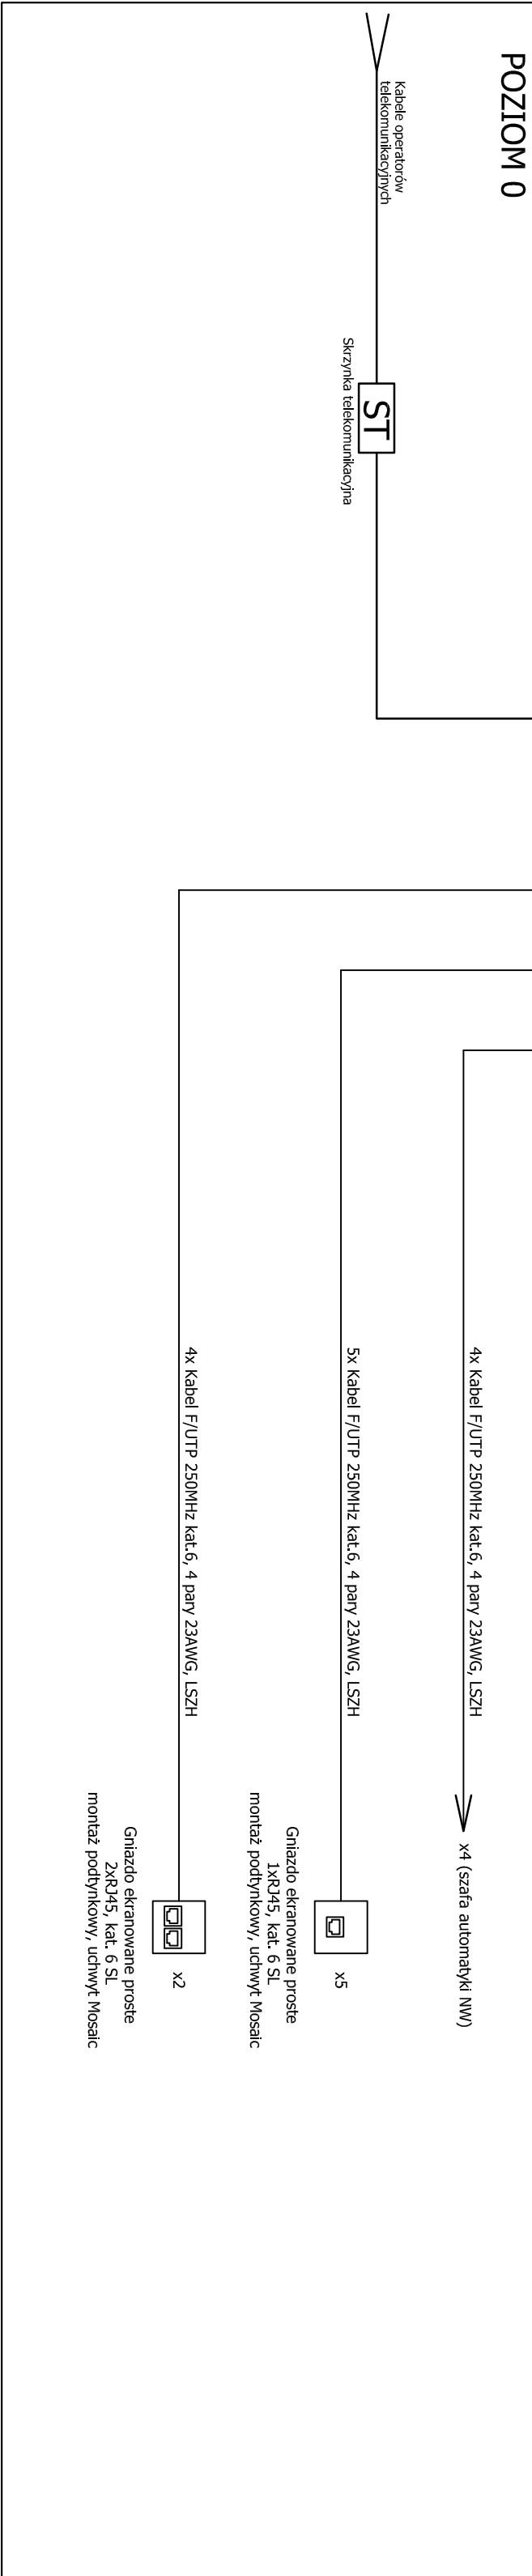 POZIOM 0
Kabele operatorów
telekomunikacyjnych
ST
Skrzynka telekomunikacyjna
4x Kabel F/UTP 250MHz kat.6, 4 pary 23AWG, LSZH
x4 (szafa automatyki NW)
5x Kabel F/UTP 250MHz kat.6, 4 pary 23AWG, LSZH
x5
Gniazdo ekranowane proste
1xRJ45, kat. 6 SL
montaż podtynkowy, uchwyt Mosaic
4x Kabel F/UTP 250MHz kat.6, 4 pary 23AWG, LSZH
x2
Gniazdo ekranowane proste
2xRJ45, kat. 6 SL
montaż podtynkowy, uchwyt Mosaic